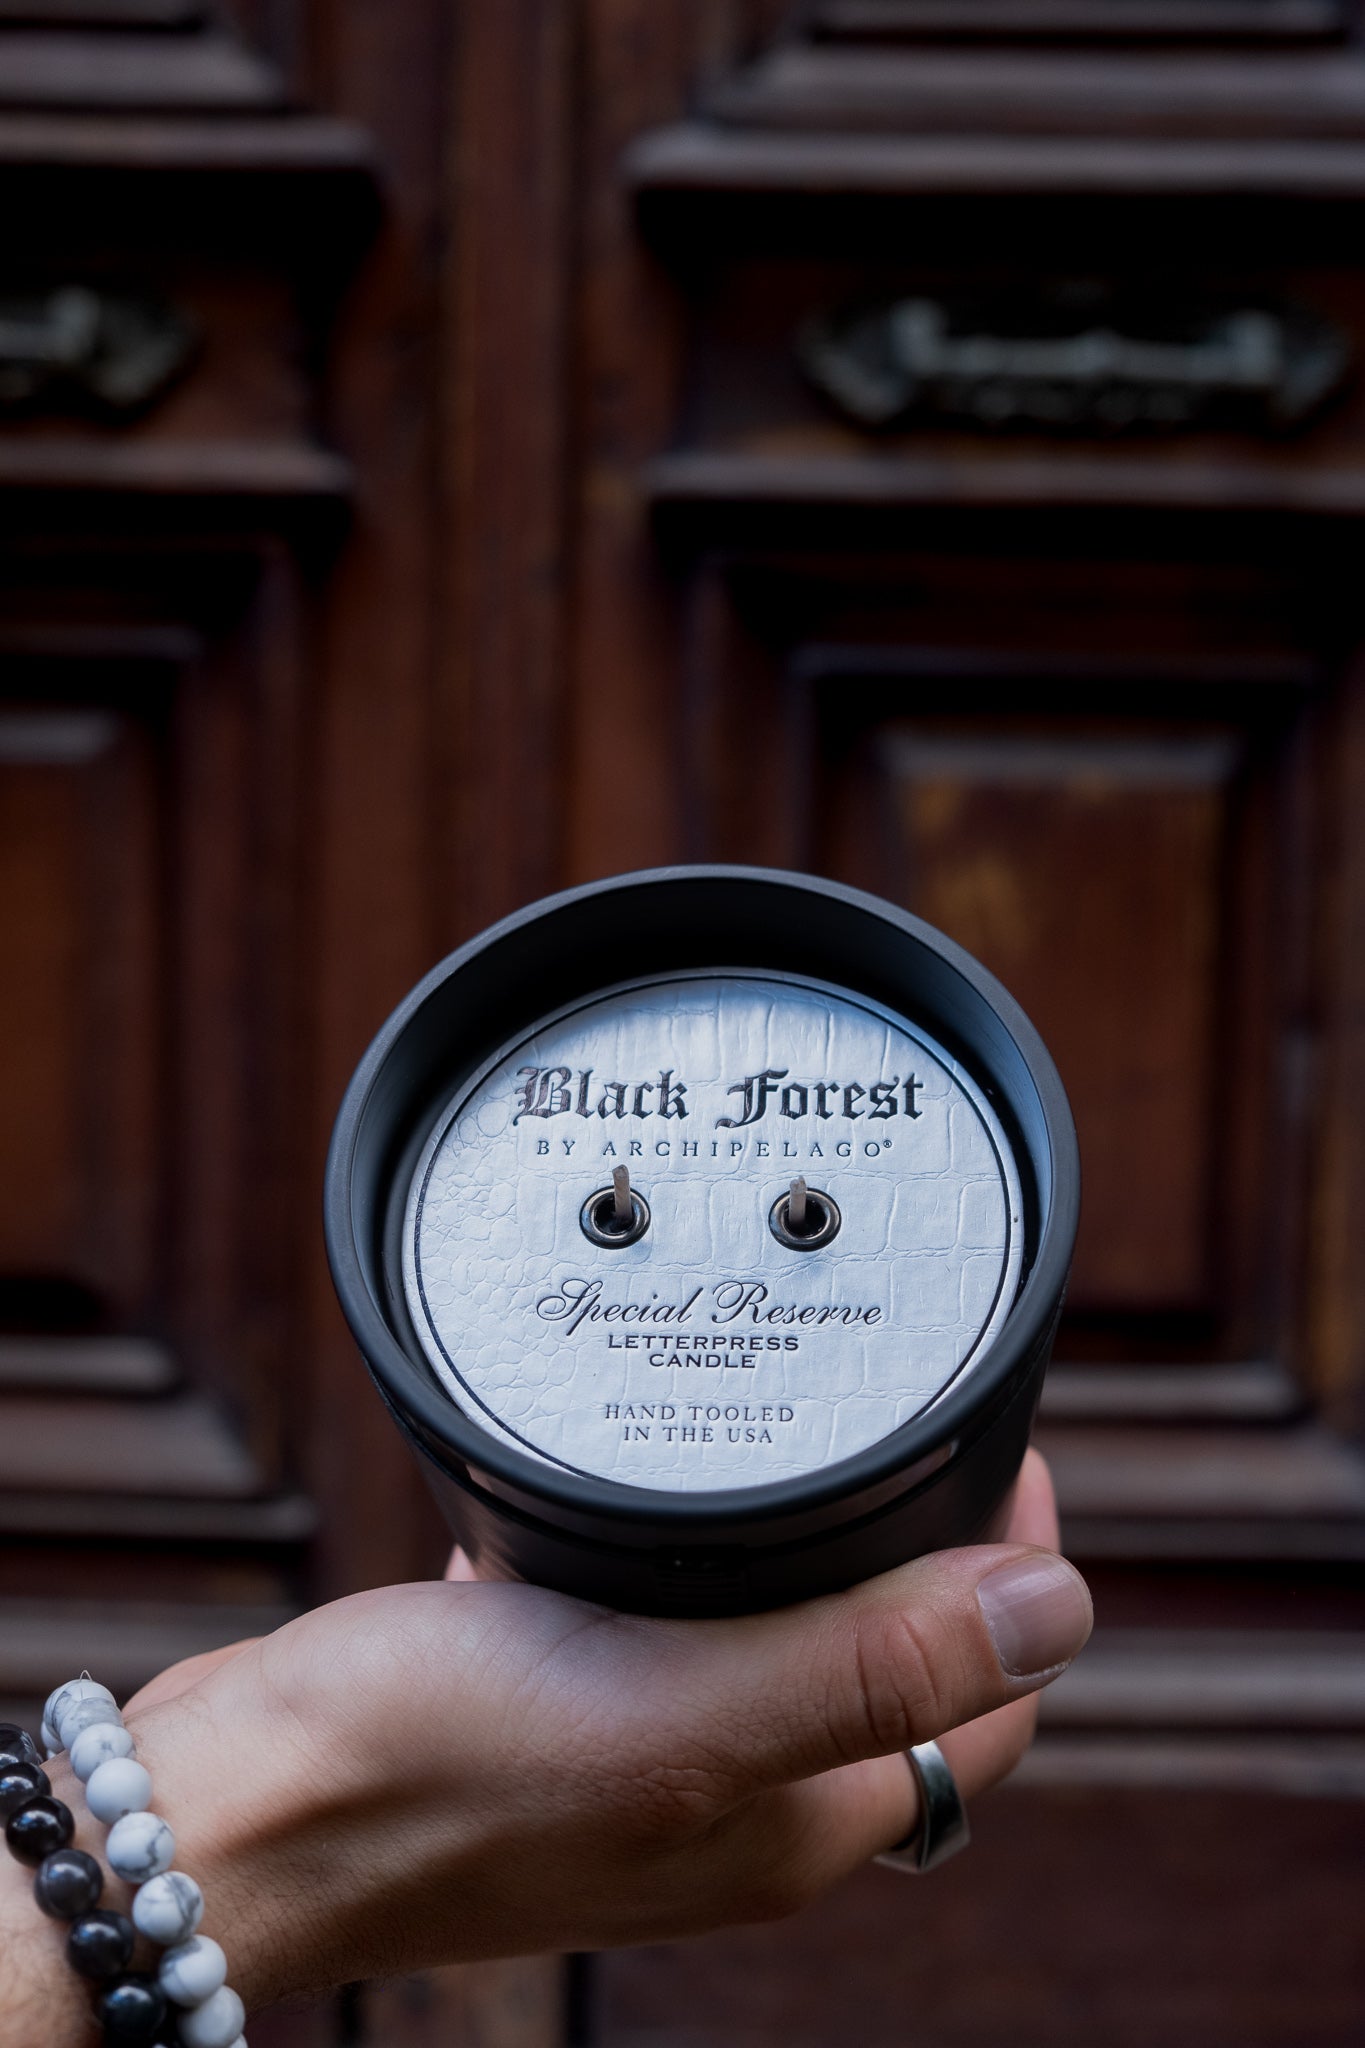 Black Forest
BY ARCHIPELAGO®
Special Reserve
LETTERPRESS
CANDLE
HAND TOOLED
IN THE USA